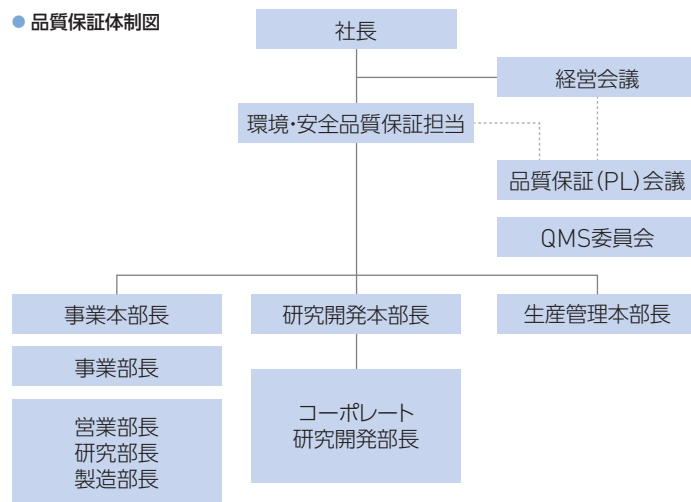 ● 品質保証体制図
社長
経営会議
環境・安全品質保証担当
品質保証(PL)会議
QMS委員会
事業本部長
研究開発本部長
生産管理本部長
事業部長
営業部長
研究部長
製造部長
コーポレート
研究開発部長